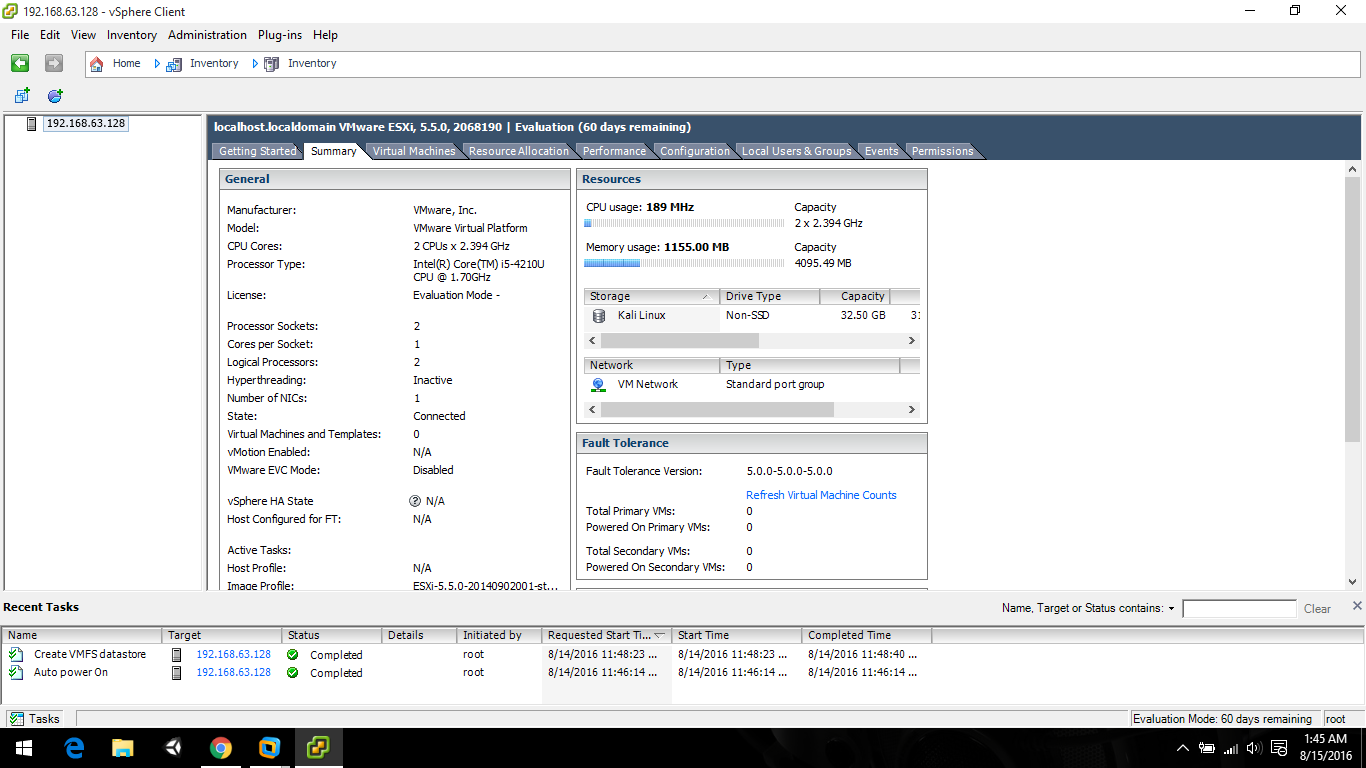 192.168.63.128 - vSphere Client
File Edit View Inventory Administration Plug-ins Help
Home Inventory Inventory
192.168.63.128
localhost.localdomain VMware ESXi, 5.5.0, 2068190 | Evaluation (60 days remaining)
Getting Started Summary Virtual Machines Resource Allocation Performance Configuration Local Users & Groups Events Permissions
General
Manufacturer: VMware, Inc.
Model: VMware Virtual Platform
CPU Cores: 2 CPUs x 2.394 GHz
Processor Type: Intel(R) Core(TM) i5-4210U
CPU @ 1.70GHz
License: Evaluation Mode -
Processor Sockets: 2
Cores per Socket: 1
Logical Processors: 2
Hyperthreading: Inactive
Number of NICs: 1
State: Connected
Virtual Machines and Templates: 0
vMotion Enabled: N/A
VMware EVC Mode: Disabled
vSphere HA State ? N/A
Host Configured for FT: N/A
Active Tasks:
Host Profile: N/A
Image Profile: ESXi-5.5.0-20140902001-st...
Resources
CPU usage: 189 MHz Capacity
2 x 2.394 GHz
Memory usage: 1155.00 MB Capacity
4095.49 MB
Storage Drive Type Capacity
Kali Linux Non-SSD 32.50 GB 31
Network Type
VM Network Standard port group
Fault Tolerance
Fault Tolerance Version: 5.0.0-5.0.0-5.0.0
Refresh Virtual Machine Counts
Total Primary VMs: 0
Powered On Primary VMs: 0
Total Secondary VMs: 0
Powered On Secondary VMs: 0
Recent Tasks Name, Target or Status contains: Clear
Name Target Status Details Initiated by Requested Start Ti... Start Time Completed Time
Create VMFS datastore 192.168.63.128 Completed root 8/14/2016 11:48:23 ... 8/14/2016 11:48:23 ... 8/14/2016 11:48:40 ...
Auto power On 192.168.63.128 Completed root 8/14/2016 11:46:14 ... 8/14/2016 11:46:14 ... 8/14/2016 11:46:14 ...
Tasks Evaluation Mode: 60 days remaining root
1:45 AM
8/15/2016